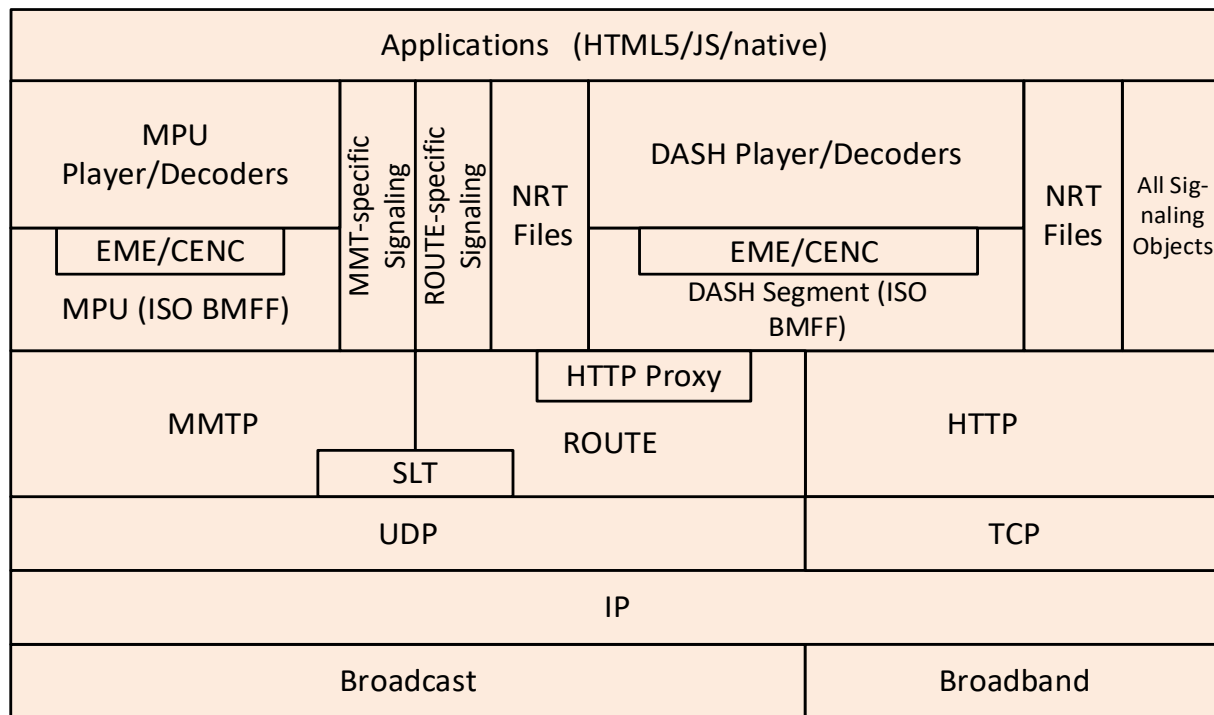 Applications (HTML5/JS/native)
MPU
Player/Decoders
EME/CENC
MPU (ISO BMFF)
MMT-specific
Signaling
ROUTE-specific
Signaling
NRT
Files
DASH Player/Decoders
EME/CENC
DASH Segment (ISO
BMFF)
NRT
Files
All Sig-
naling
Objects
MMTP
SLT
HTTP Proxy
ROUTE
HTTP
UDP
TCP
IP
Broadcast
Broadband